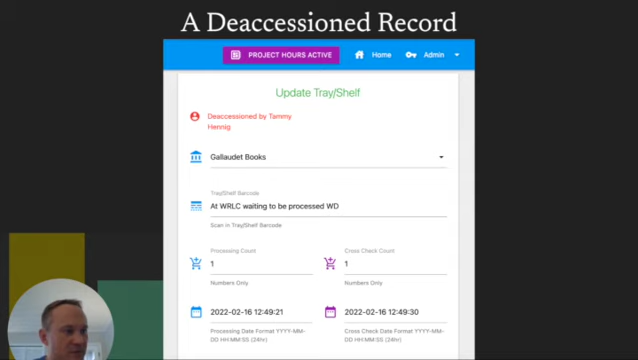 A Deaccessioned Record
PROJECT HOURS ACTIVE
Home
Admin
Update Tray/Shelf
Deaccessioned by Tammy
Hennig
Gallaudet Books
Tray/Shelf Barcode
At WRLC waiting to be processed WD
Scan in Tray/Shelf Barcode
Processing Count
Cross Check Count
1
1
Numbers Only.
Numbers Only.
2022-02-16 12:49:21
2022-02-16 12:49:30
Processing Date Format YYYY-MM-
DD HH:MM:SS (24hr)
Cross Check Date Format YYYY-MM-
DD HH:MM:SS (24hr)